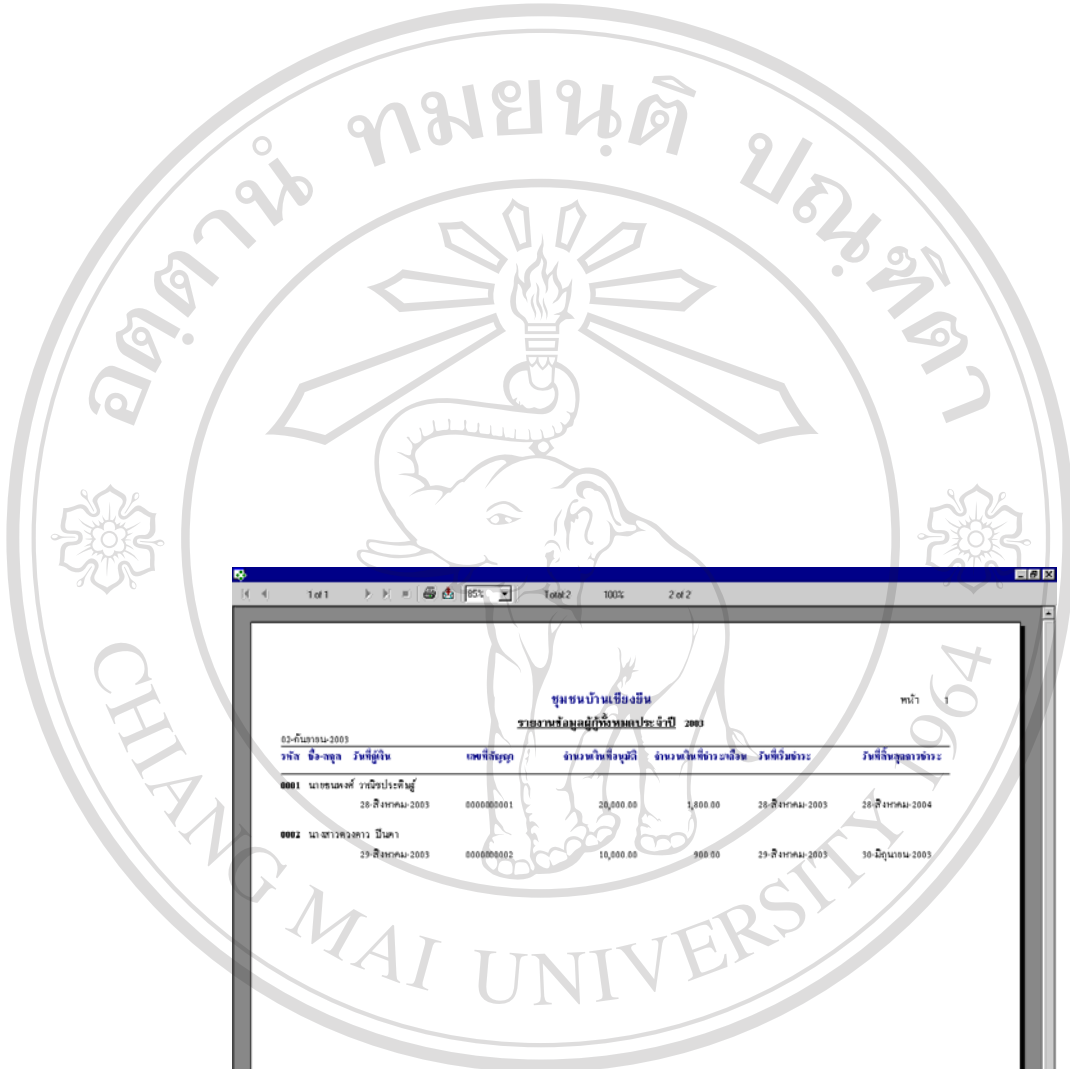 อตฺตานํ ทมยนฺติ ปณฺฑิตา
1 of 1 85% Total:2 100% 2 of 2
ชุมชนบ้านเชียงยืน หน้า 1
รายงานข้อมูลผู้กู้ทั้งหมดประจำปี 2003
02-กันยายน-2003
รหัส ชื่อ-สกุล วันที่กู้เงิน เลขที่สัญญา จำนวนเงินที่อนุมัติ จำนวนเงินที่ชำระ/เดือน วันที่เริ่มชำระ วันที่สิ้นสุดการชำระ
0001 นายธนพงศ์ วาณิชประดิษฐ์
28-สิงหาคม-2003 0000000001 20,000.00 1,800.00 28-สิงหาคม-2003 28-สิงหาคม-2004
0002 นางสาวดวงดาว ปินตา
29-สิงหาคม-2003 0000000002 10,000.00 900.00 29-สิงหาคม-2003 30-มิถุนายน-2003
CHIANG MAI UNIVERSITY 1964